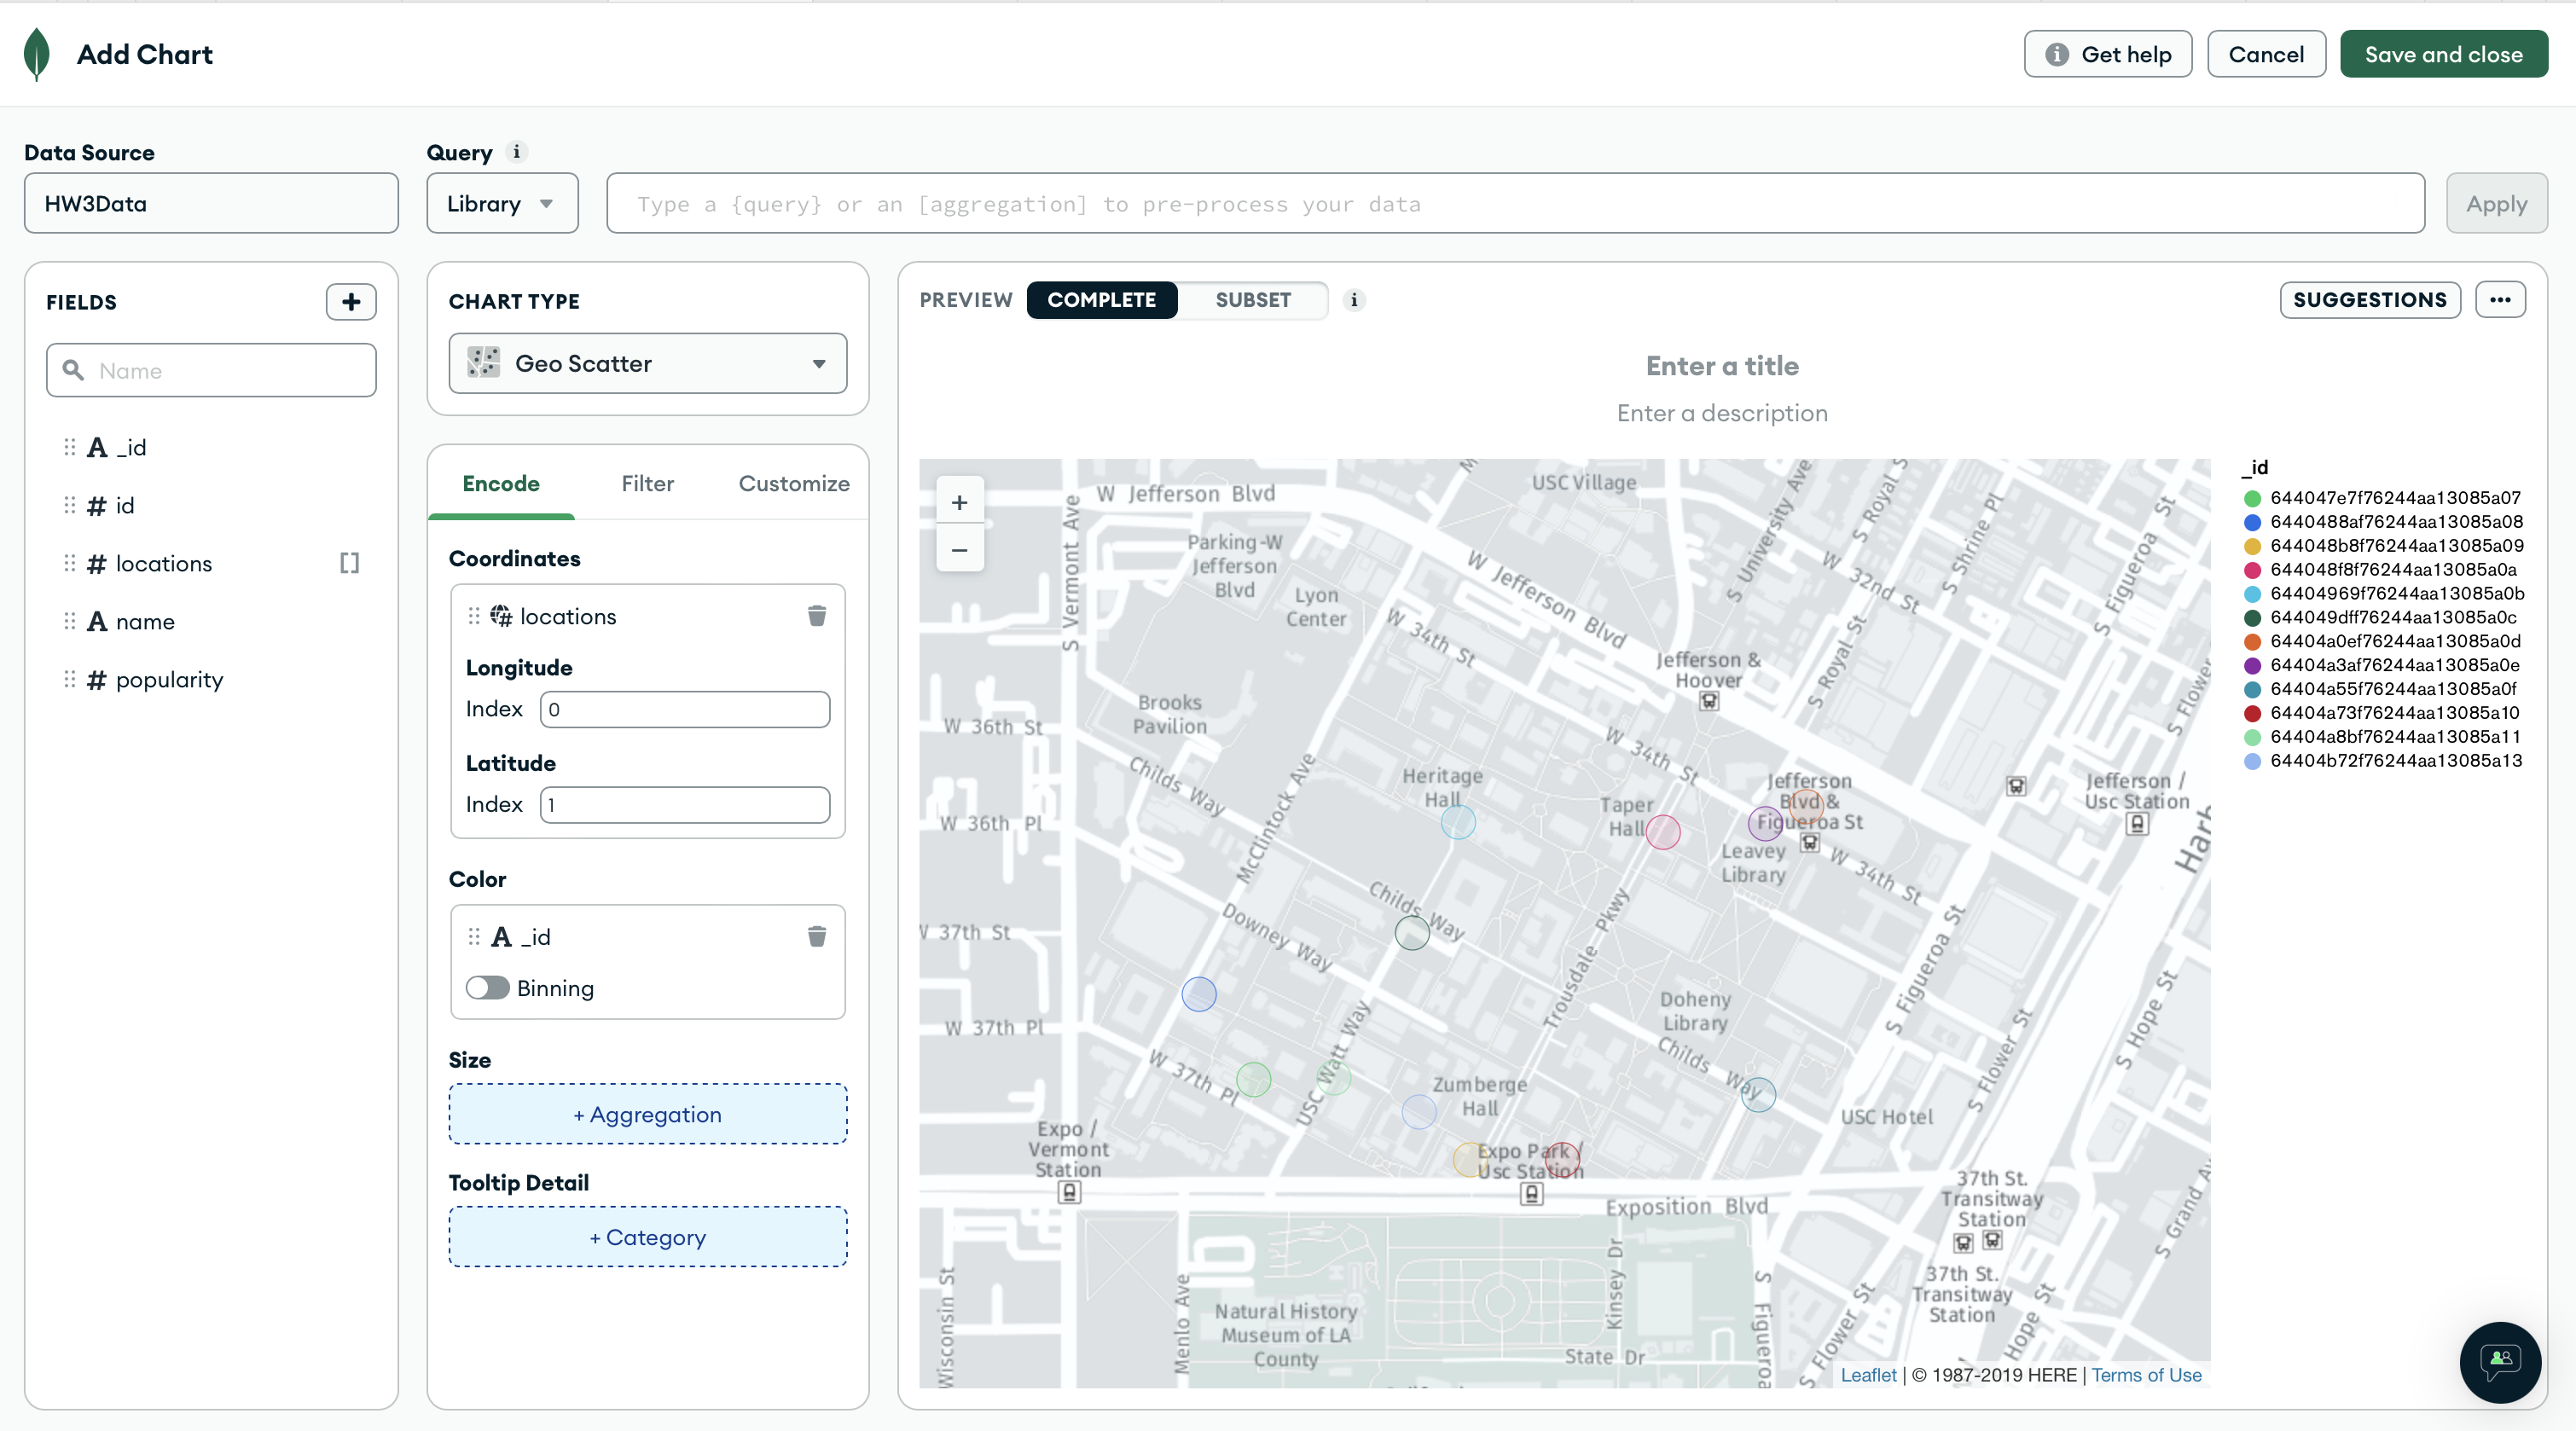 Add Chart
Get help
Cancel
Save and close
Data Source
Query
HW3Data
Library
Type a {query} or an [aggregation] to pre-process your data
Apply
FIELDS
Name
_id
id
locations
name
popularity
CHART TYPE
Geo Scatter
Encode
Filter
Customize
Coordinates
locations
Longitude
Index 0
Latitude
Index 1
Color
_id
Binning
Size
+ Aggregation
Tooltip Detail
+ Category
PREVIEW
COMPLETE
SUBSET
SUGGESTIONS
Enter a title
Enter a description
+
−
W Jefferson Blvd
USC Village
S Vermont Ave
Parking-W
Jefferson
Blvd
Lyon
Center
W Jefferson Blvd
W 34th St
S University Ave
S Royal S
W 32nd St
S Shrine Pl
S Figueroa St
S Royal St
S Flower
Jefferson &
Hoover
Brooks
Pavilion
W 36th St
Childs Way
McClintock Ave
W 36th Pl
Heritage
Hall
W 34th St
Taper
Hall
Jefferson
Blvd &
Figueroa St
Leavey
Library
W 34th St
Jefferson /
Usc Station
Harb
Childs Way
Downey Way
37th St
Trousdale Pkwy
S Figueroa St
W 37th Pl
Doheny
Library
Childs Way
S Flower St
S Hope St
W 37th Pl
USC Watt Way
Zumberge
Hall
USC Hotel
Expo /
Vermont
Station
Expo Park /
Usc Station
Exposition Blvd
37th St.
Transitway
Station
S Grand Av
37th St.
Transitway
Station
Wisconsin St
Menlo Ave
Natural History
Museum of LA
County
Kinsey Dr
State Dr
S Figueroa
S Flower St
Hope St
Leaflet | © 1987-2019 HERE | Terms of Use
_id
644047e7f76244aa13085a07
6440488af76244aa13085a08
644048b8f76244aa13085a09
644048f8f76244aa13085a0a
64404969f76244aa13085a0b
644049dff76244aa13085a0c
64404a0ef76244aa13085a0d
64404a3af76244aa13085a0e
64404a55f76244aa13085a0f
64404a73f76244aa13085a10
64404a8bf76244aa13085a11
64404b72f76244aa13085a13